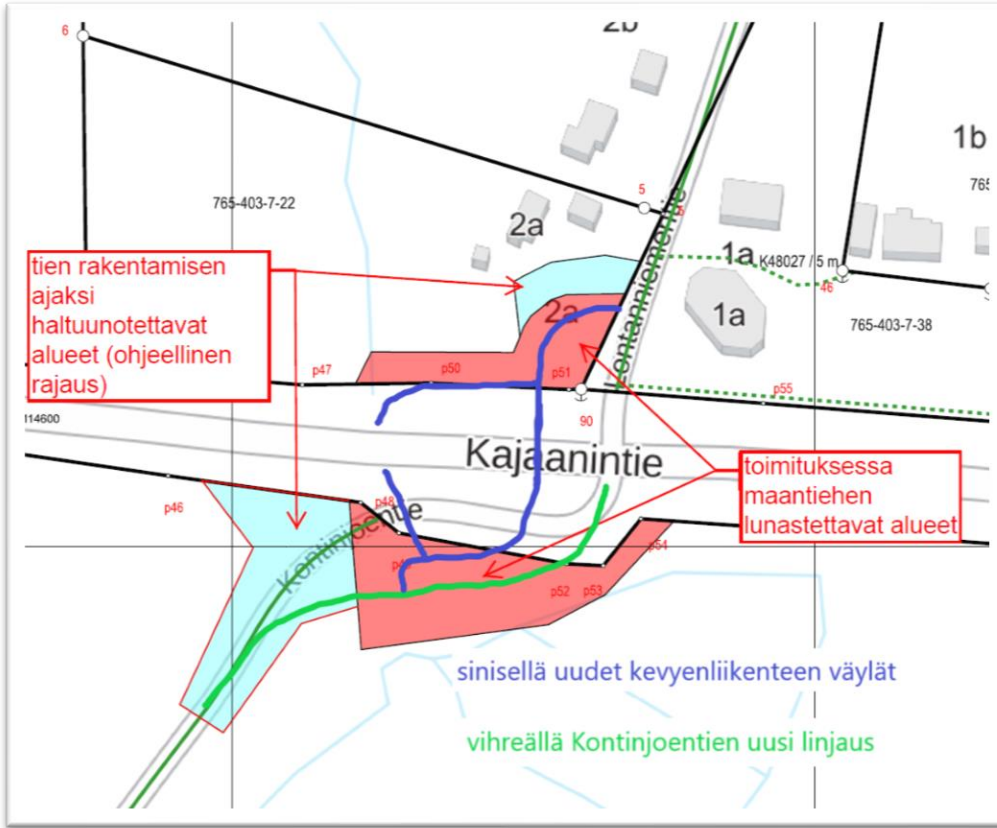 2b
6
1b
5
765-403-7-22
2a
1a
K48027 / 5 m
46
tien rakentamisen
ajaksi
haltuunotettavat
alueet (ohjeellinen
rajaus)
2a
1a
765-403-7-38
p47
p50
p51
p55
90
114600
Kajaanintie
toimituksessa
maantiehen
lunastettavat alueet
p46
p48
Kontinjoentie
p54
p52
p53
sinisellä uudet kevyenliikenteen väylät
vihreällä Kontinjoentien uusi linjaus